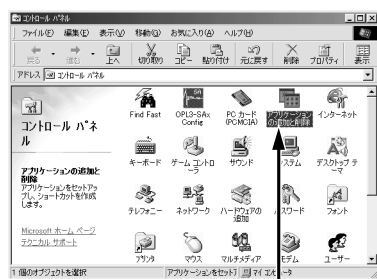 コントロール パネル
ファイル(F) 編集(E) 表示(V) 移動(G) お気に入り(A) ヘルプ(H)
戻る 進む 上へ 切り取り コピー 貼り付け 元に戻す 削除 プロパティ 表示
アドレス コントロール パネル
コントロール パネ
ル
アプリケーションの追加と
削除
アプリケーションをセットアッ
プし、ショートカットを作成
します。
Microsoft ホーム ページ
テクニカル サポート
Find Fast OPL3-SAx
Config PC カード
(PCMCIA) アプリケーション
の追加と削除 インターネット
キーボード ゲーム コントロ
ーラ サウンド システム デスクトップ テ
ーマ
テレフォニー ネットワーク ハードウェアの
追加 パスワード フォント
プリンタ マウス マルチメディア モデム ユーザー
1 個のオブジェクトを選択 アプリケーションをセットア マイ コンピュータ